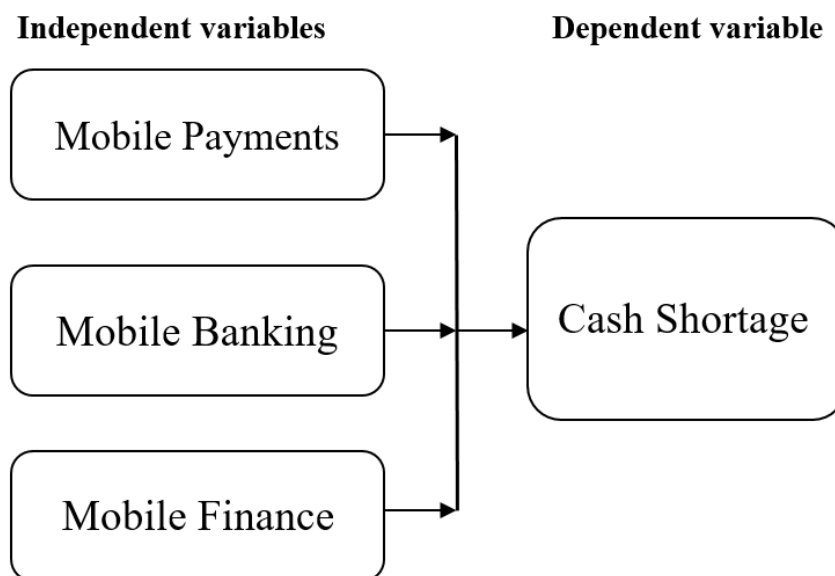 Independent variables
Dependent variable
Mobile Payments
Mobile Banking
Cash Shortage
Mobile Finance